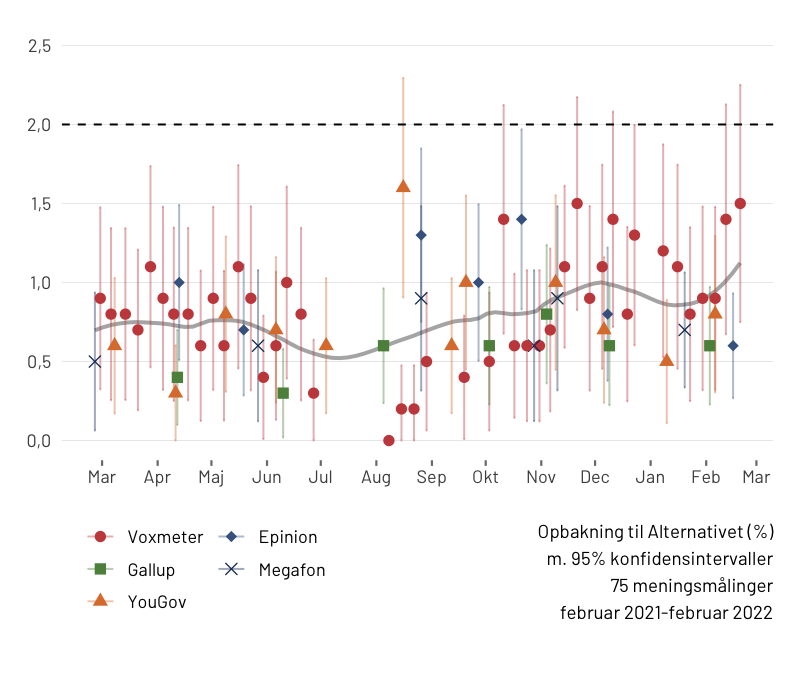 2,5
2,0
1,5
1,0
0,5
0,0
Mar Apr Maj Jun Jul Aug Sep Okt Nov Dec Jan Feb Mar
Voxmeter Epinion
Gallup Megafon
YouGov
Opbakning til Alternativet (%)
m. 95% konfidensintervaller
75 meningsmålinger
februar 2021-februar 2022